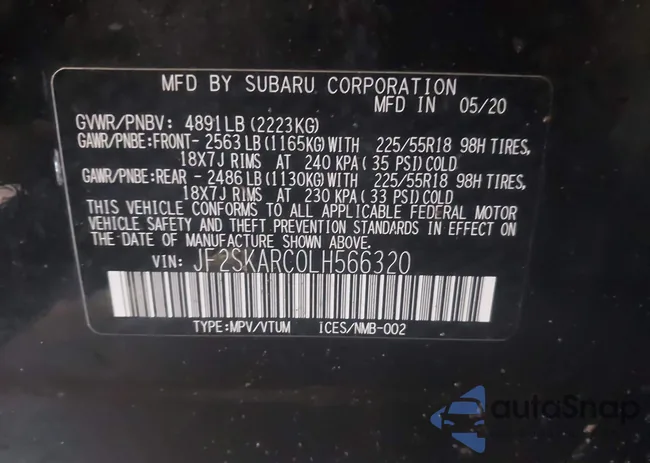 MFD BY SUBARU CORPORATION
MFD IN 05/20
GVWR/PNBV: 4891LB(2223KG)
GAWR/PNBE:FRONT- 2563LB(1165KG)WITH 225/55R18 98H TIRES,
18X7J RIMS AT 240 KPA(35 PSI)COLD
GAWR/PNBE:REAR - 2486LB(1130KG)WITH 225/55R18 98H TIRES,
18X7J RIMS AT 230 KPA(33 PSI)COLD
THIS VEHICLE CONFORMS TO ALL APPLICABLE FEDERAL MOTOR
VEHICLE SAFETY AND THEFT PREVENTION STANDARDS IN EFFECT
ON THE DATE OF MANUFACTURE SHOWN ABOVE.
VIN: JF2SKARC0LH566320
TYPE:MPV/VTUM ICES/NMB-002
autoSnap